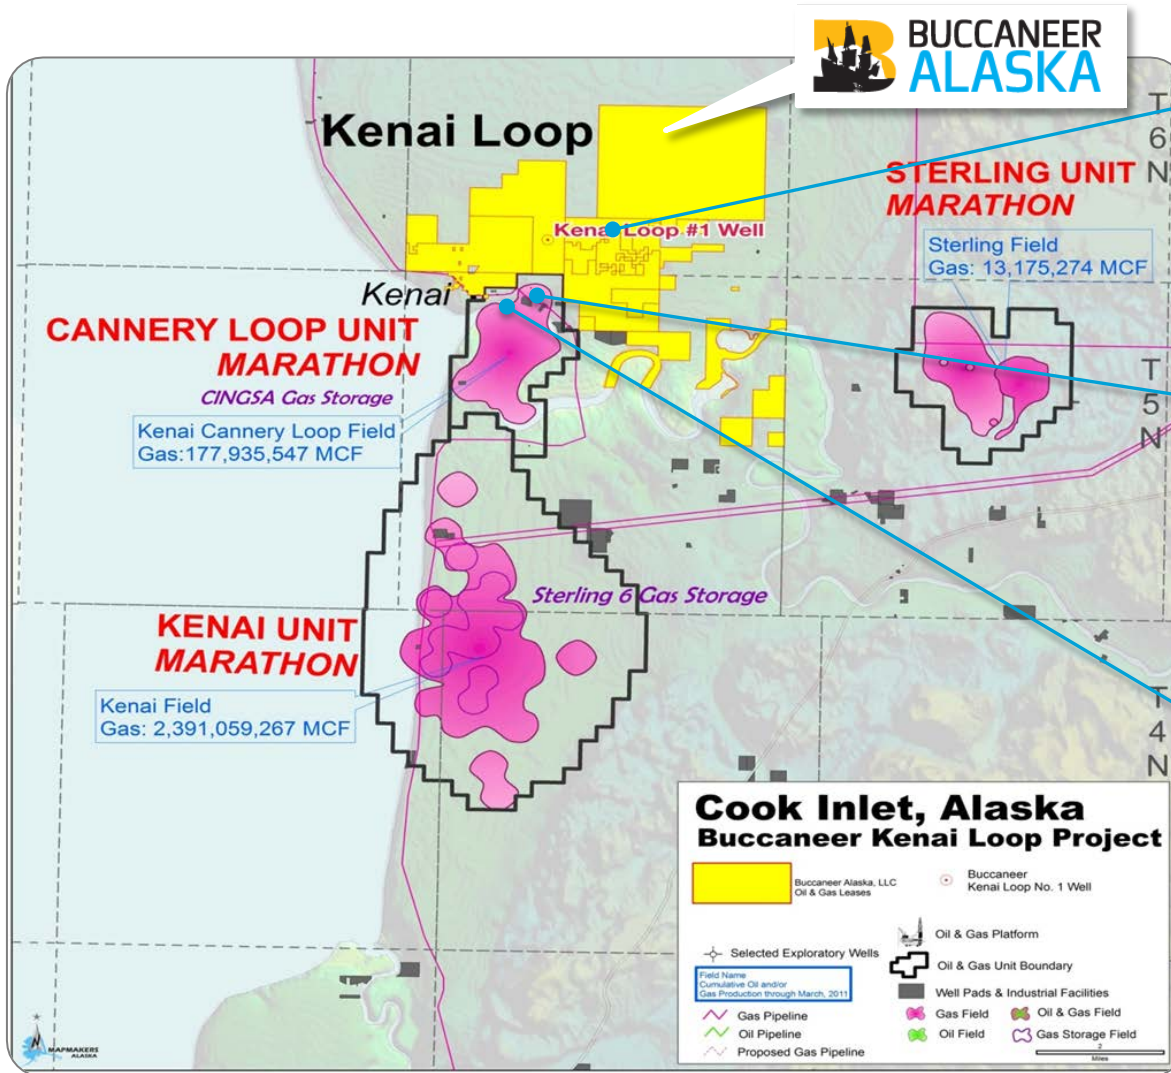 BUCCANEER
ALASKA
Kenai Loop
T
6
N
STERLING UNIT
MARATHON
Kenai Loop #1 Well
Sterling Field
Gas: 13,175,274 MCF
Kenai
CANNERY LOOP UNIT
MARATHON
CINGSA Gas Storage
Kenai Cannery Loop Field
Gas:177,935,547 MCF
T
5
N
Sterling 6 Gas Storage
KENAI UNIT
MARATHON
Kenai Field
Gas: 2,391,059,267 MCF
T
4
N
Cook Inlet, Alaska
Buccaneer Kenai Loop Project
Buccaneer Alaska, LLC
Oil & Gas Leases
Buccaneer
Kenai Loop No. 1 Well
Oil & Gas Platform
Selected Exploratory Wells
Oil & Gas Unit Boundary
Field Name
Cumulative Oil and/or
Gas Production through March, 2011
Well Pads & Industrial Facilities
Gas Pipeline
Gas Field
Oil & Gas Field
Oil Pipeline
Oil Field
Gas Storage Field
Proposed Gas Pipeline
2
Miles
N
MAPMAKERS
ALASKA